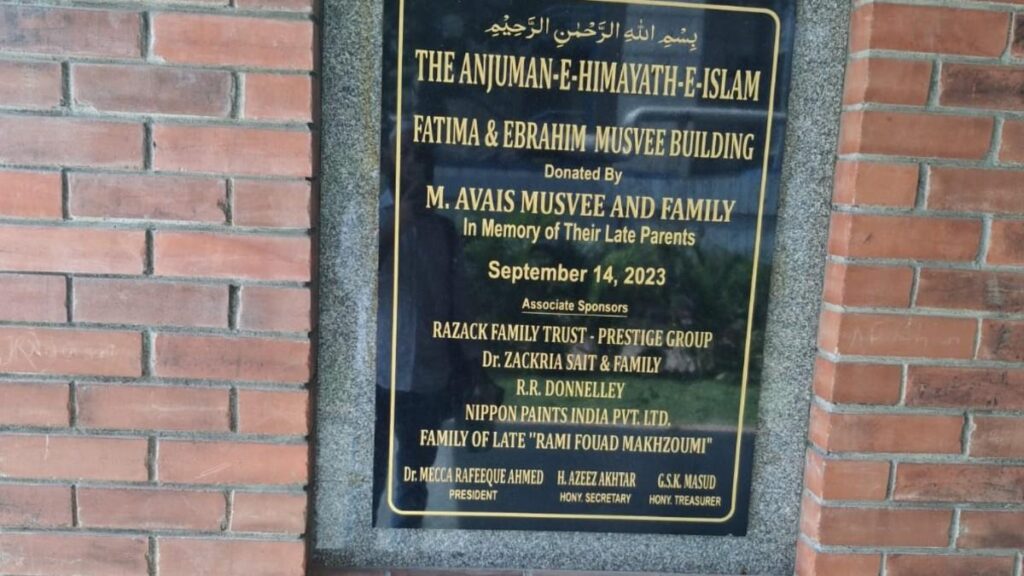 بِسْمِ اللهِ الرَّحْمٰنِ الرَّحِيْمِ
THE ANJUMAN-E-HIMAYATH-E-ISLAM
FATIMA & EBRAHIM MUSVEE BUILDING
Donated By
M. AVAIS MUSVEE AND FAMILY
In Memory of Their Late Parents
September 14, 2023
Associate Sponsors
RAZACK FAMILY TRUST - PRESTIGE GROUP
Dr. ZACKRIA SAIT & FAMILY
R.R. DONNELLEY
NIPPON PAINTS INDIA PVT. LTD.
FAMILY OF LATE "RAMI FOUAD MAKHZOUMI"
Dr. MECCA RAFEEQUE AHMED H. AZEEZ AKHTAR G.S.K. MASUD
PRESIDENT HONY. SECRETARY HONY. TREASURER